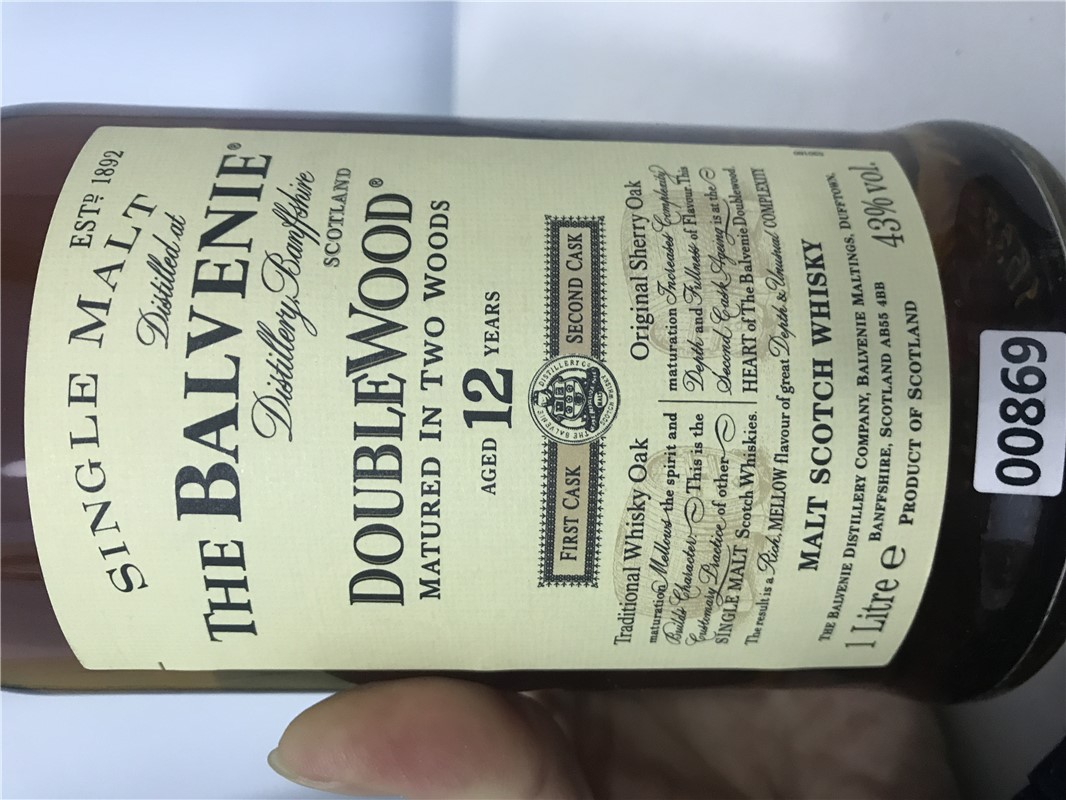 ESTD 1892
SINGLE MALT
Distilled at
THE BALVENIE®
Distillery, Banffshire
SCOTLAND
DOUBLEWOOD®
MATURED IN TWO WOODS
AGED 12 YEARS
FIRST CASK
SECOND CASK
THE BALVENIE DISTILLERY
Traditional Whisky Oak
maturation Mellows the spirit and
Builds Character This is the
Customary Practice of other
SINGLE MALT Scotch Whiskies.
Original Sherry Oak
maturation Increases Complexity
Depth and Fullness of Flavour. This
Second Cask Ageing is at the
HEART of The Balvenie Doublewood.
The result is a Rich, MELLOW flavour of great Depth & Unusual COMPLEXITY
MALT SCOTCH WHISKY
THE BALVENIE DISTILLERY COMPANY, BALVENIE MALTINGS, DUFFTOWN,
BANFFSHIRE, SCOTLAND AB55 4BB
1 Litre e PRODUCT OF SCOTLAND 43% vol.
00869